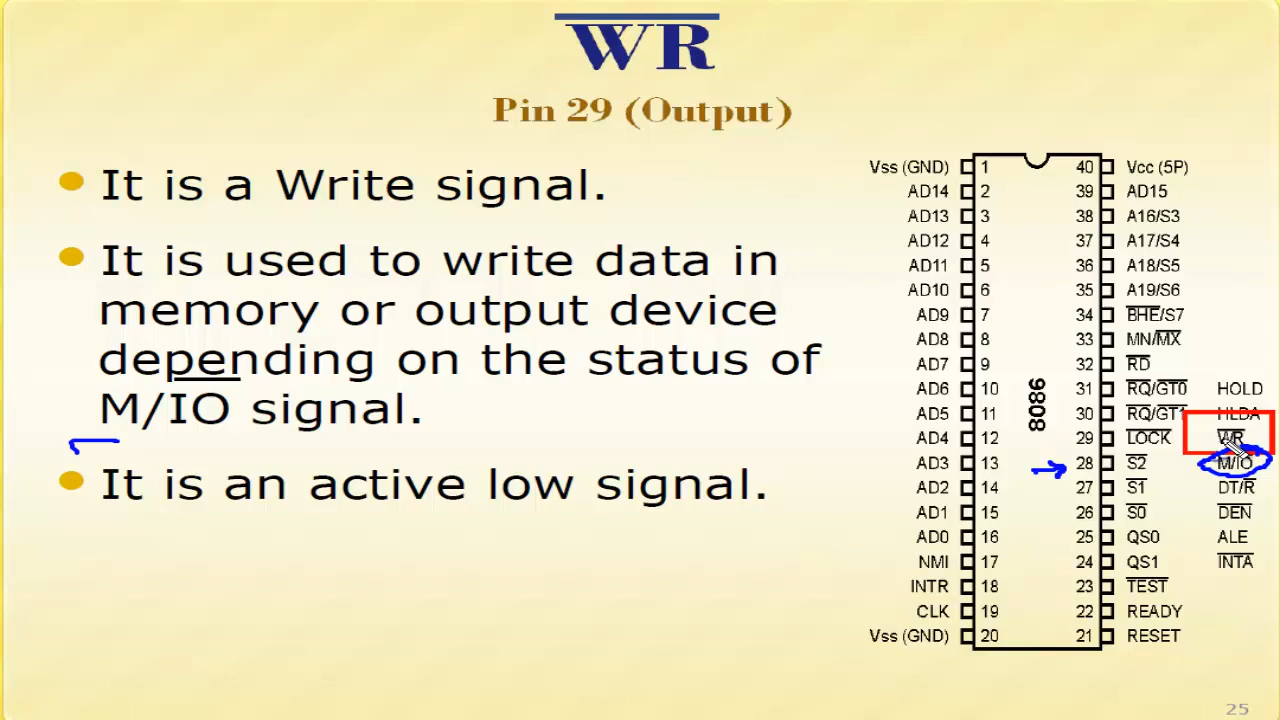 WR
Pin 29 (Output)
It is a Write signal.
It is used to write data in
memory or output device
depending on the status of
M/IO signal.
It is an active low signal.
Vss (GND) 1 40 Vcc (5P)
AD14 2 39 AD15
AD13 3 38 A16/S3
AD12 4 37 A17/S4
AD11 5 36 A18/S5
AD10 6 35 A19/S6
AD9 7 34 BHE/S7
AD8 8 33 MN/MX
AD7 9 32 RD
AD6 10 31 RQ/GT0 HOLD
AD5 11 30 RQ/GT1 HLDA
AD4 12 29 LOCK WR
AD3 13 28 S2 M/IO
AD2 14 27 S1 DT/R
AD1 15 26 S0 DEN
AD0 16 25 QS0 ALE
NMI 17 24 QS1 INTA
INTR 18 23 TEST
CLK 19 22 READY
Vss (GND) 20 21 RESET
8086
25